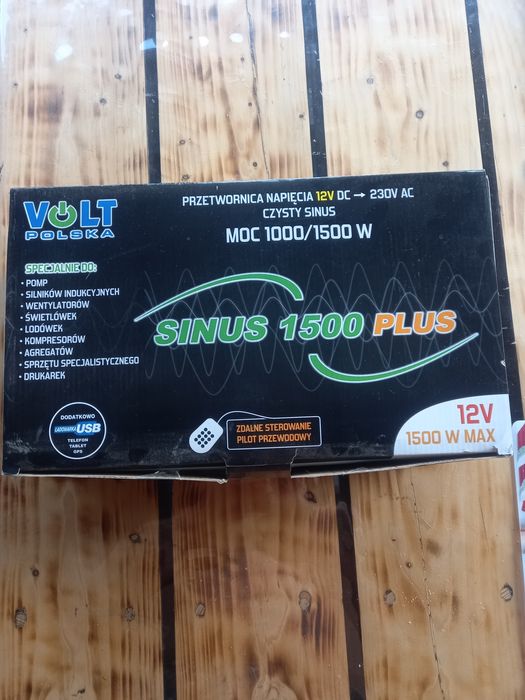 VOLT
POLSKA
PRZETWORNICA NAPIĘCIA 12V DC → 230V AC
CZYSTY SINUS
MOC 1000/1500 W
SPECJALNIE DO:
• POMP
• SILNIKÓW INDUKCYJNYCH
• WENTYLATORÓW
• ŚWIETLÓWEK
• LODÓWEK
• KOMPRESORÓW
• AGREGATÓW
• SPRZĘTU SPECJALISTYCZNEGO
• DRUKAREK
SINUS 1500 PLUS
DODATKOWO
ŁADOWARKA USB
TELEFON
TABLET
GPS
ZDALNE STEROWANIE
PILOT PRZEWODOWY
12V
1500 W MAX